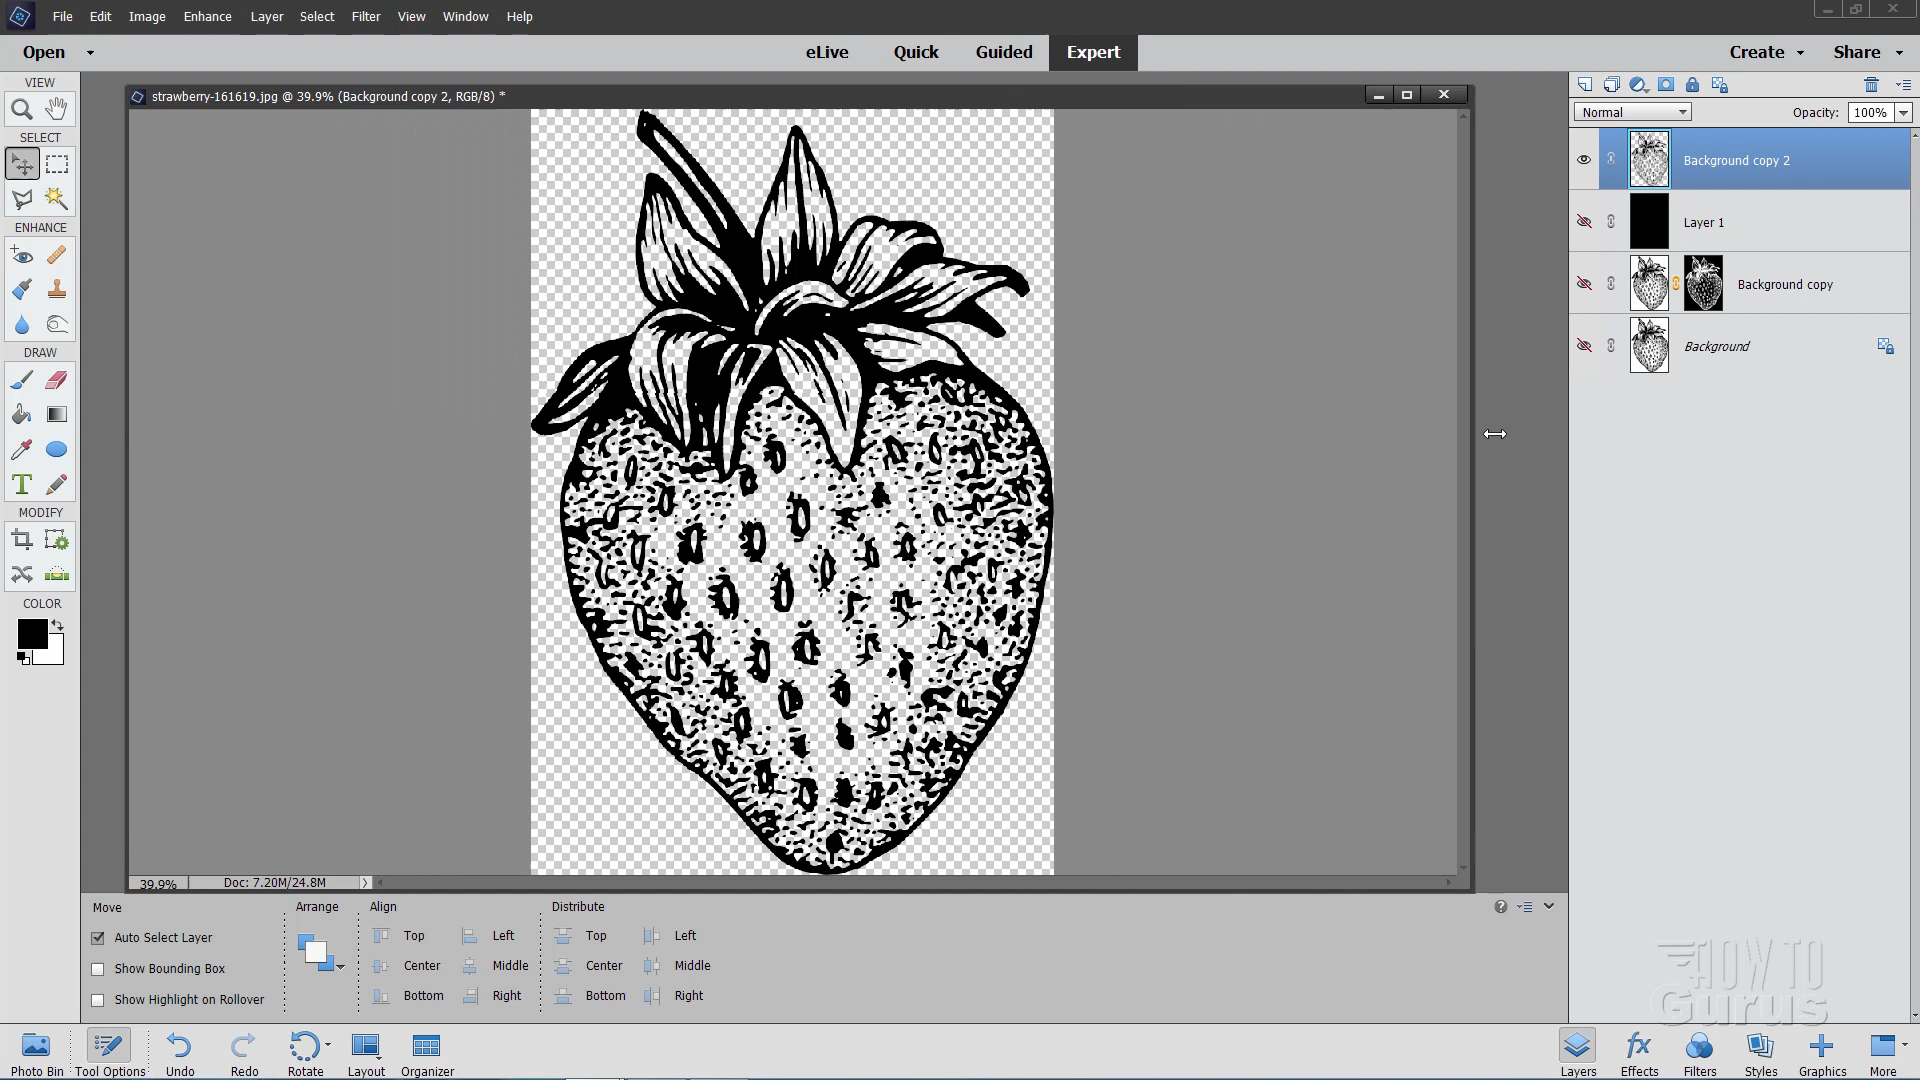 File Edit Image Enhance Layer Select Filter View Window Help
Open eLive Quick Guided Expert Create Share
VIEW
SELECT
ENHANCE
DRAW
T
MODIFY
COLOR
strawberry-161619.jpg @ 39.9% (Background copy 2, RGB/8) *
39.9% Doc: 7.20M/24.8M
Normal Opacity: 100%
Background copy 2
Layer 1
Background copy
Background
Move Arrange Align Distribute
Auto Select Layer Top Left Top Left
Show Bounding Box Center Middle Center Middle
Show Highlight on Rollover Bottom Right Bottom Right
HOW TO
Gurus
Photo Bin Tool Options Undo Redo Rotate Layout Organizer
fx
Layers Effects Filters Styles Graphics More